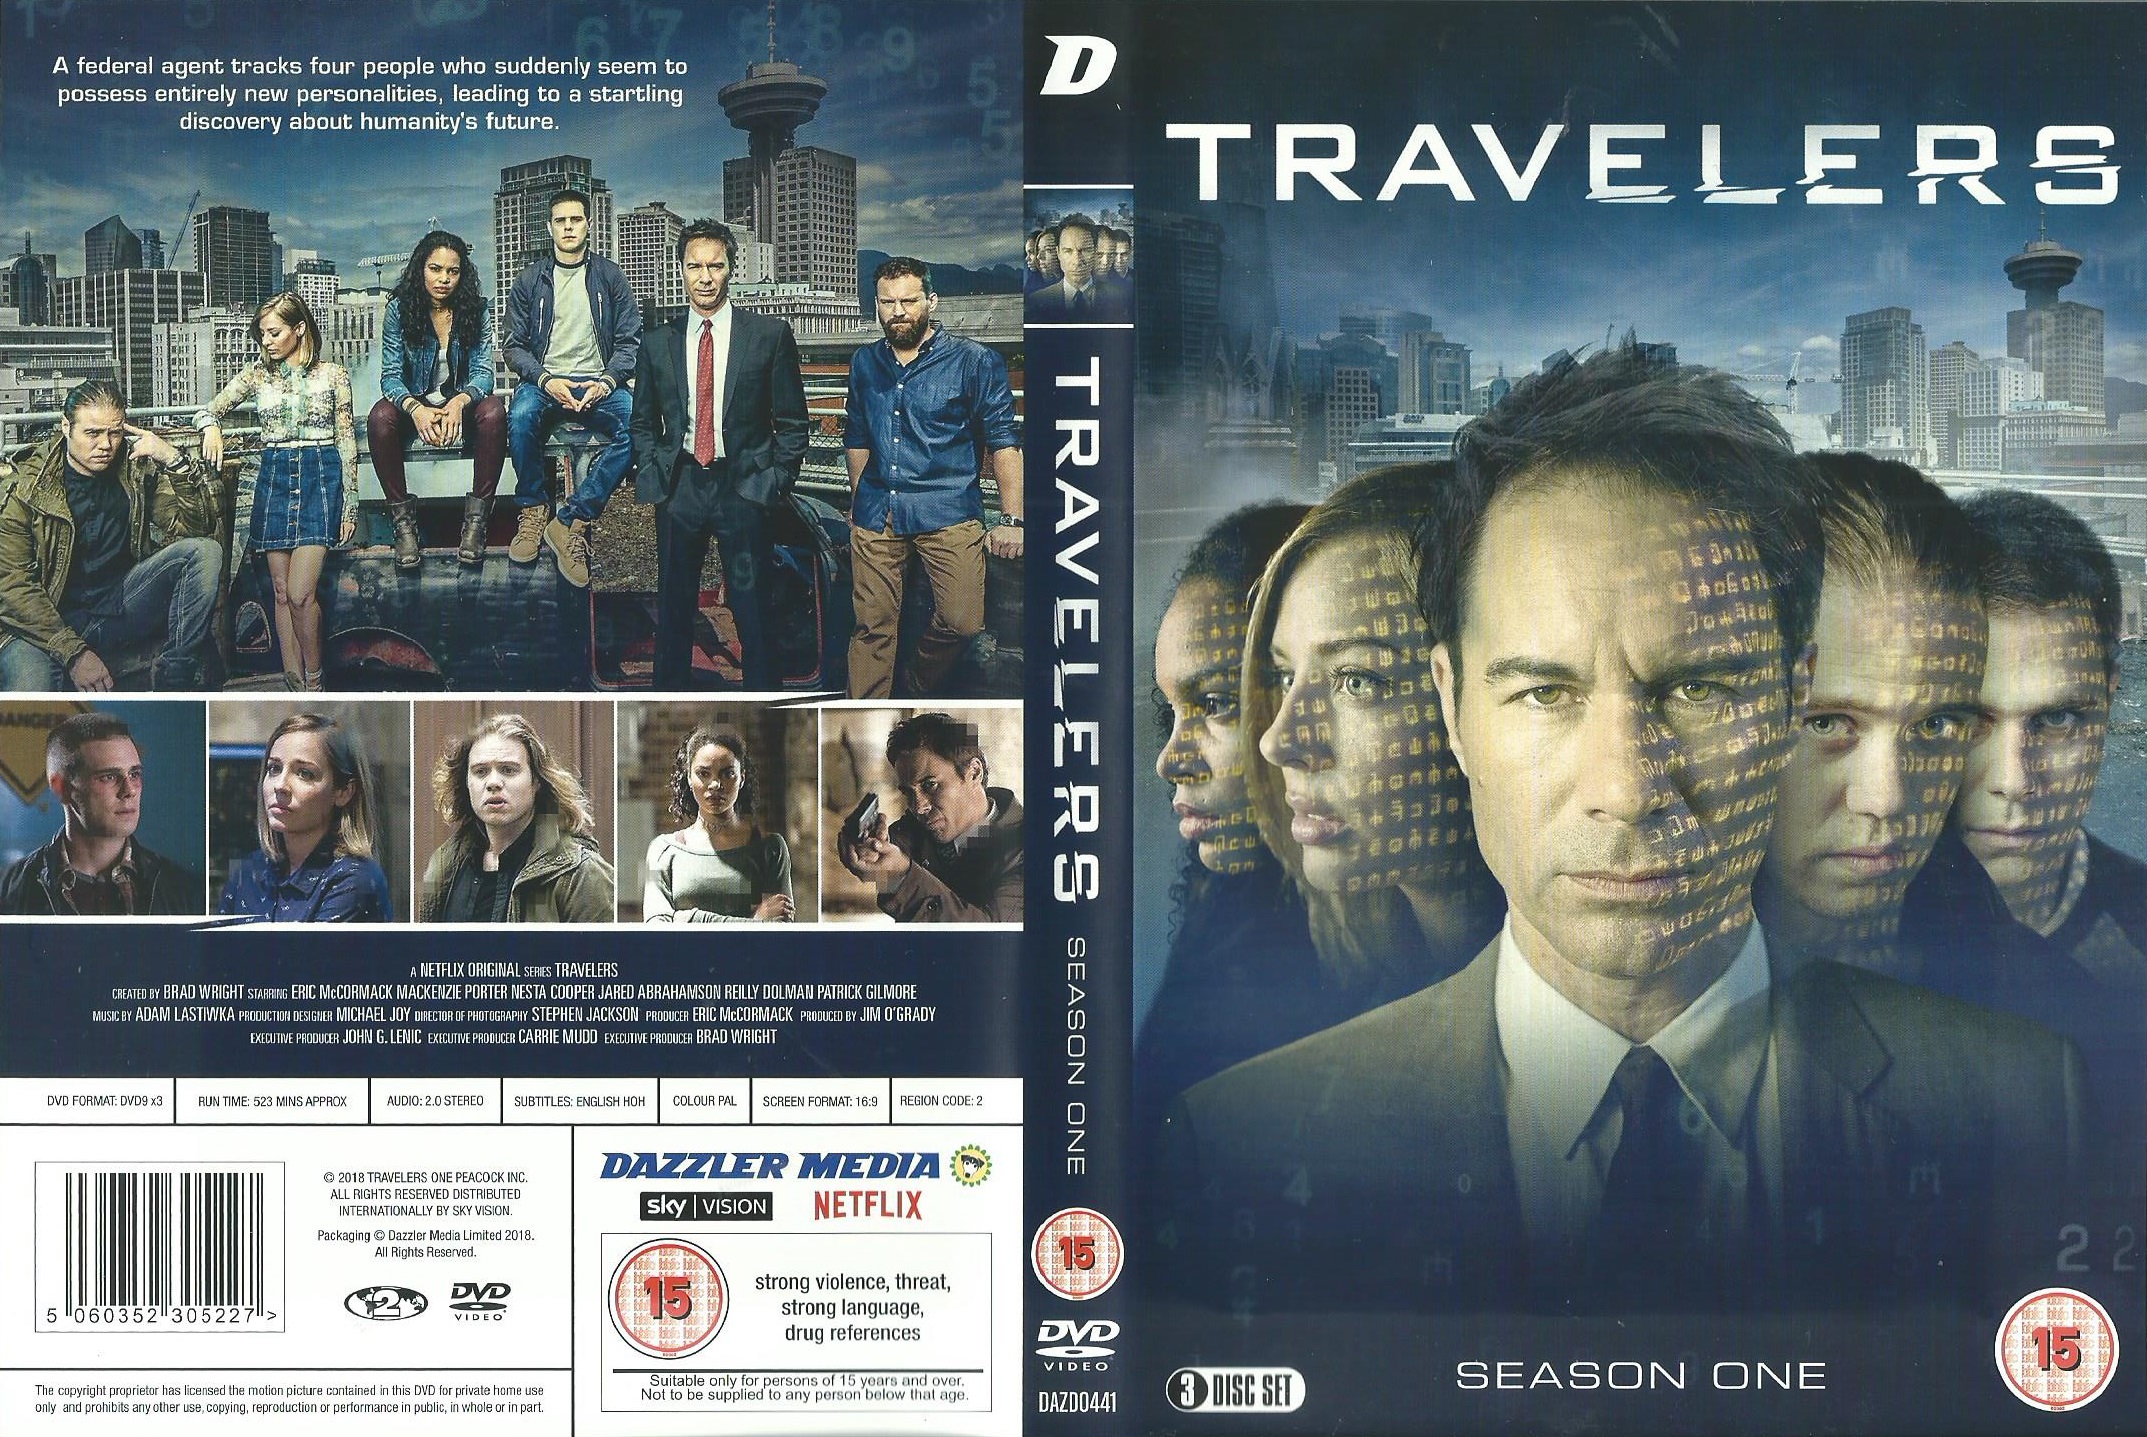 A federal agent tracks four people who suddenly seem to
possess entirely new personalities, leading to a startling
discovery about humanity's future.
A NETFLIX ORIGINAL SERIES TRAVELERS
CREATED BY BRAD WRIGHT STARRING ERIC McCORMACK MACKENZIE PORTER NESTA COOPER JARED ABRAHAMSON REILLY DOLMAN PATRICK GILMORE
MUSIC BY ADAM LASTIWKA PRODUCTION DESIGNER MICHAEL JOY DIRECTOR OF PHOTOGRAPHY STEPHEN JACKSON PRODUCER ERIC McCORMACK PRODUCED BY JIM O'GRADY
EXECUTIVE PRODUCER JOHN G. LENIC EXECUTIVE PRODUCER CARRIE MUDD EXECUTIVE PRODUCER BRAD WRIGHT
DVD FORMAT: DVD9 x3
RUN TIME: 523 MINS APPROX
AUDIO: 2.0 STEREO
SUBTITLES: ENGLISH HOH
COLOUR PAL
SCREEN FORMAT: 16:9
REGION CODE: 2
5 060352 305227 >
© 2018 TRAVELERS ONE PEACOCK INC.
ALL RIGHTS RESERVED DISTRIBUTED
INTERNATIONALLY BY SKY VISION.
Packaging © Dazzler Media Limited 2018.
All Rights Reserved.
2
DVD
VIDEO
The copyright proprietor has licensed the motion picture contained in this DVD for private home use
only and prohibits any other use, copying, reproduction or performance in public, in whole or in part.
DAZZLER MEDIA
sky VISION
NETFLIX
15
strong violence, threat,
strong language,
drug references
Suitable only for persons of 15 years and over.
Not to be supplied to any person below that age.
D
TRAVELERS
SEASON ONE
15
DVD
VIDEO
DAZD0441
TRAVELERS
3 DISC SET
SEASON ONE
15